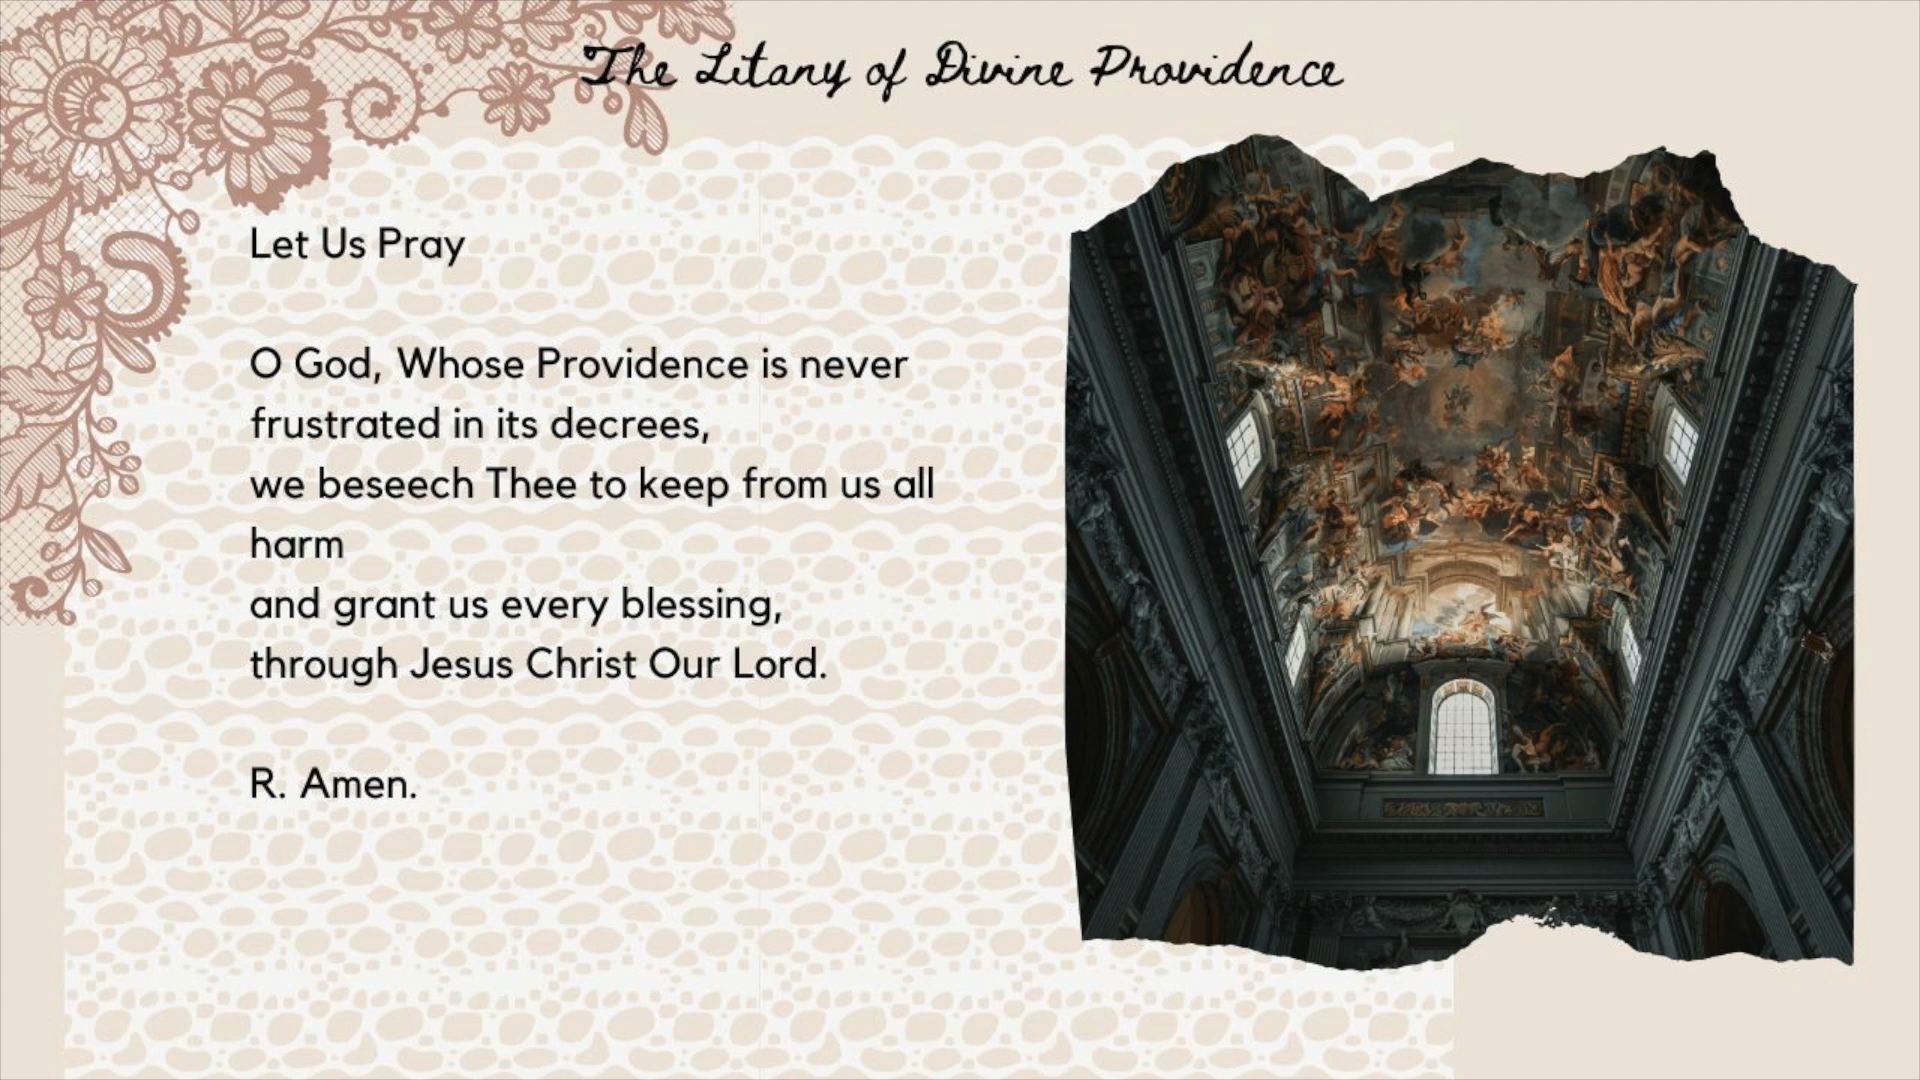 The Litany of Divine Providence
Let Us Pray
O God, Whose Providence is never
frustrated in its decrees,
we beseech Thee to keep from us all
harm
and grant us every blessing,
through Jesus Christ Our Lord.
R. Amen.